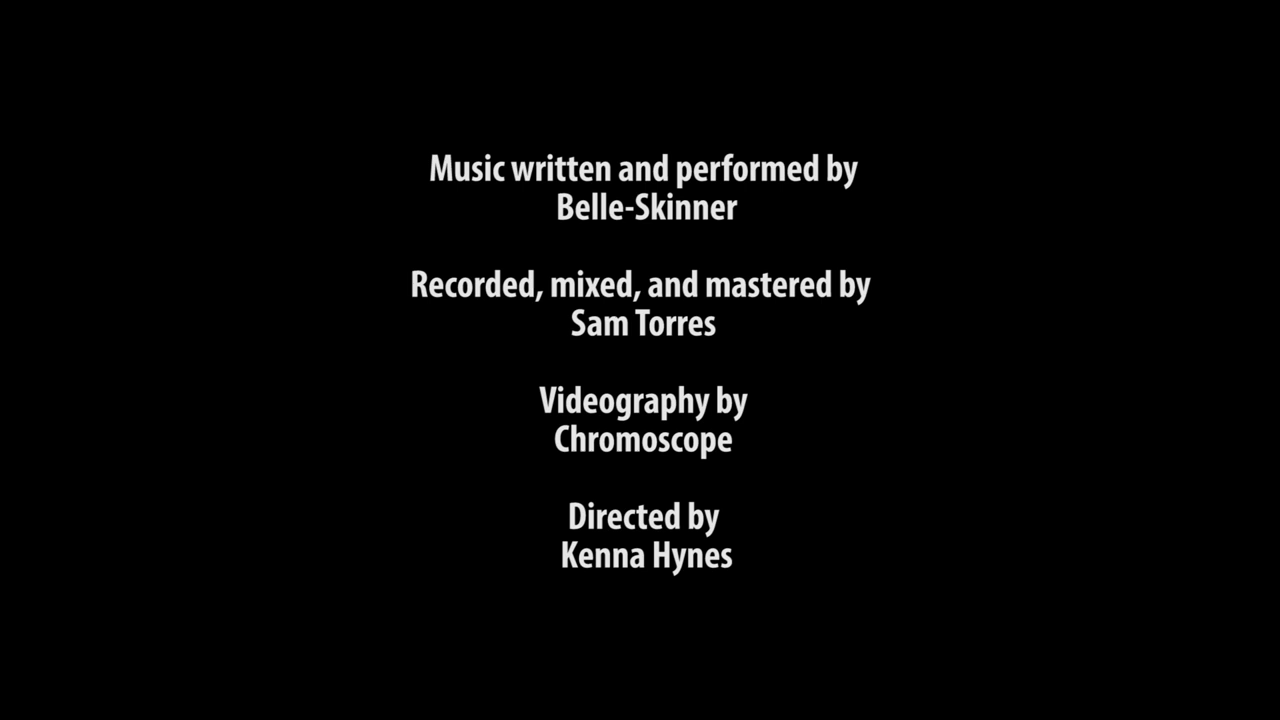 Music written and performed by
Belle-Skinner
Recorded, mixed, and mastered by
Sam Torres
Videography by
Chromoscope
Directed by
Kenna Hynes